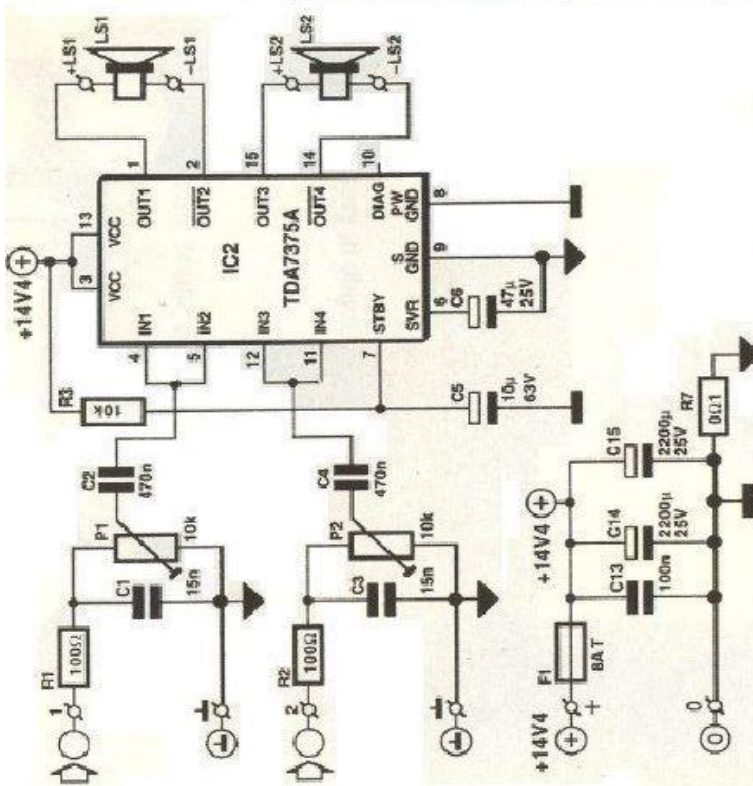 +LS1
LS1
-LS1
+LS2
LS2
-LS2
1
2
15
14
10
OUT1
OUT2
OUT3
OUT4
DIAG
PW
GND
8
13
VCC
3
VCC
+14V4
IC2
TDA7375A
S
GND
9
IN1
IN2
IN3
IN4
STBY
SVR
4
5
12
11
7
6
C6
47µ
25V
R3
10k
C5
10µ
63V
C2
470n
C4
470n
P1
10k
P2
10k
C1
15n
C3
15n
R1
100Ω
R2
100Ω
1
2
+14V4
C15
2200µ
25V
R7
0Ω1
C14
2200µ
25V
C13
100n
F1
BAT
+14V4
+
0
0